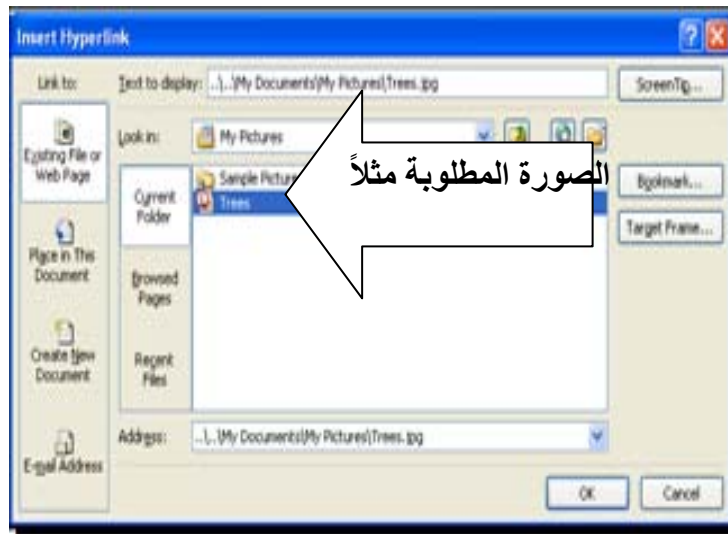 Insert Hyperlink
Link to:
Text to display: ..\..\My Documents\My Pictures\Trees.jpg
ScreenTip...
Existing File or Web Page
Look in: My Pictures
Current Folder
Sample Pictur
Trees
الصورة المطلوبة مثلاً
Bookmark...
Target Frame...
Place in This Document
Browsed Pages
Create New Document
Recent Files
Address: ..\..\My Documents\My Pictures\Trees.jpg
E-mail Address
OK
Cancel